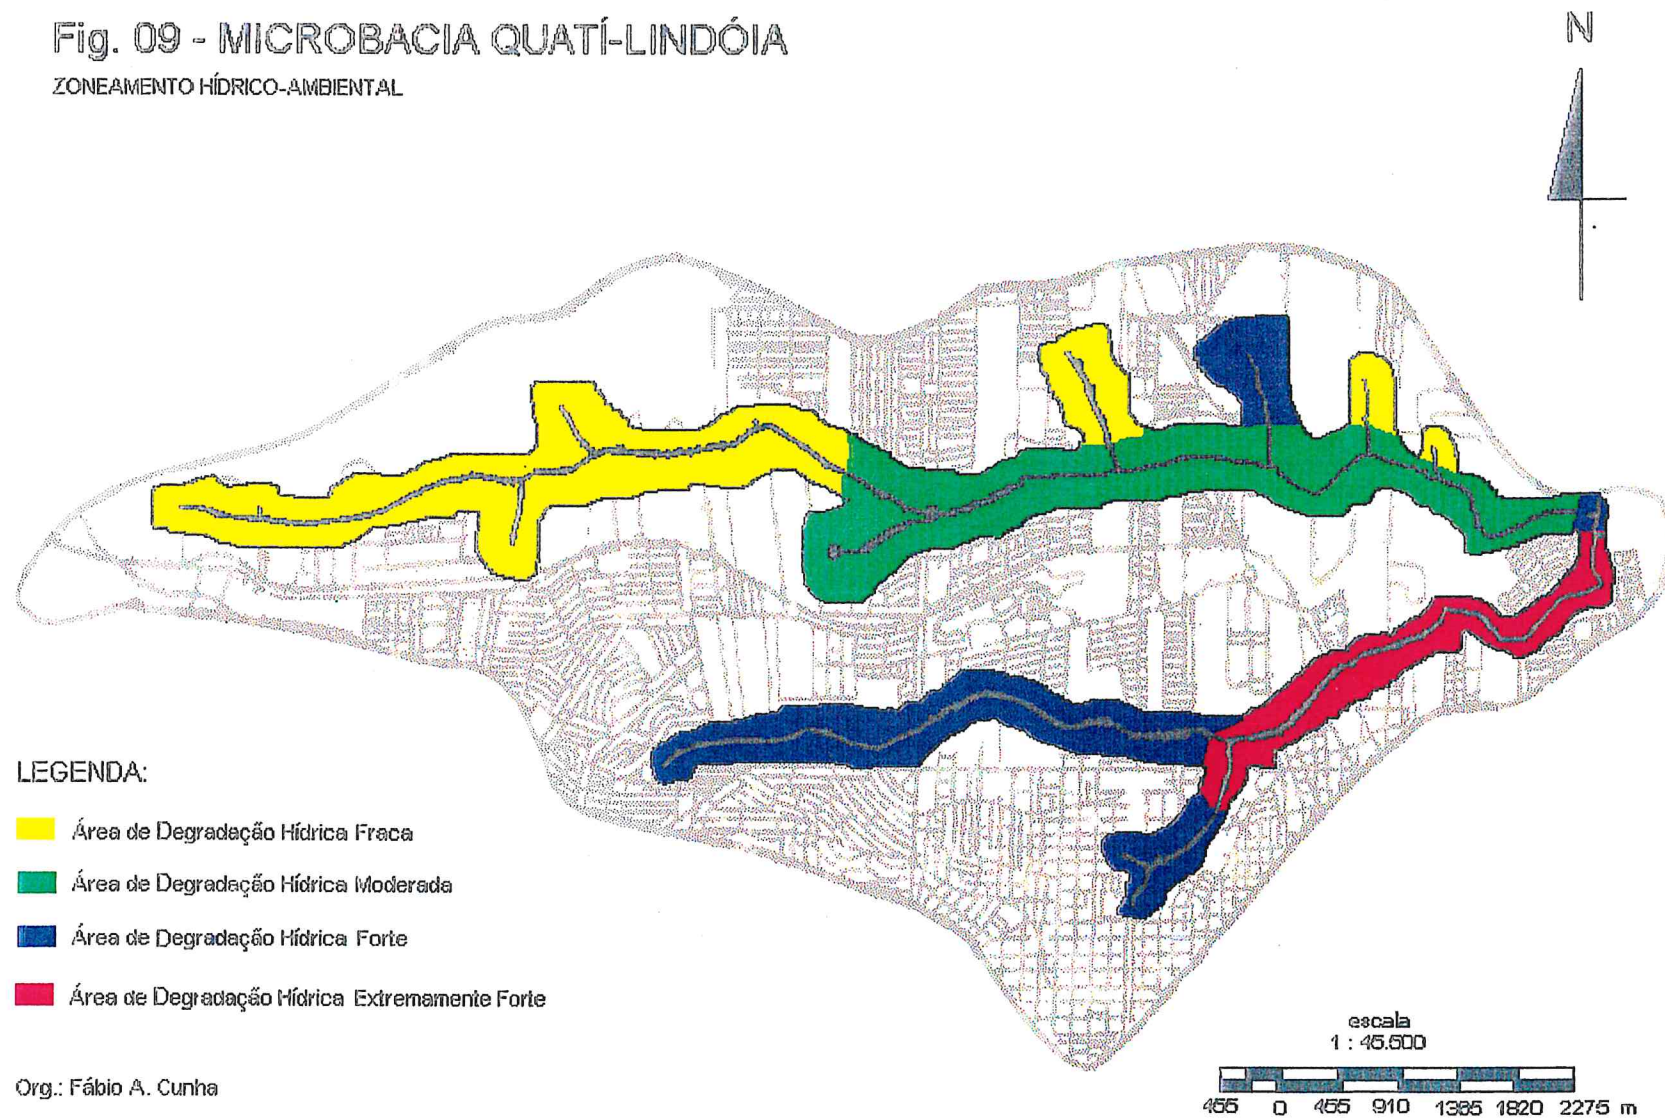 Fig. 09 - MICROBACIA QUATÍ-LINDÓIA
ZONEAMENTO HÍDRICO-AMBIENTAL
N
LEGENDA:
Área de Degradação Hídrica Fraca
Área de Degradação Hídrica Moderada
Área de Degradação Hídrica Forte
Área de Degradação Hídrica Extremamente Forte
Org.: Fábio A. Cunha
escala
1 : 45.500
455 0 455 910 1365 1820 2275 m